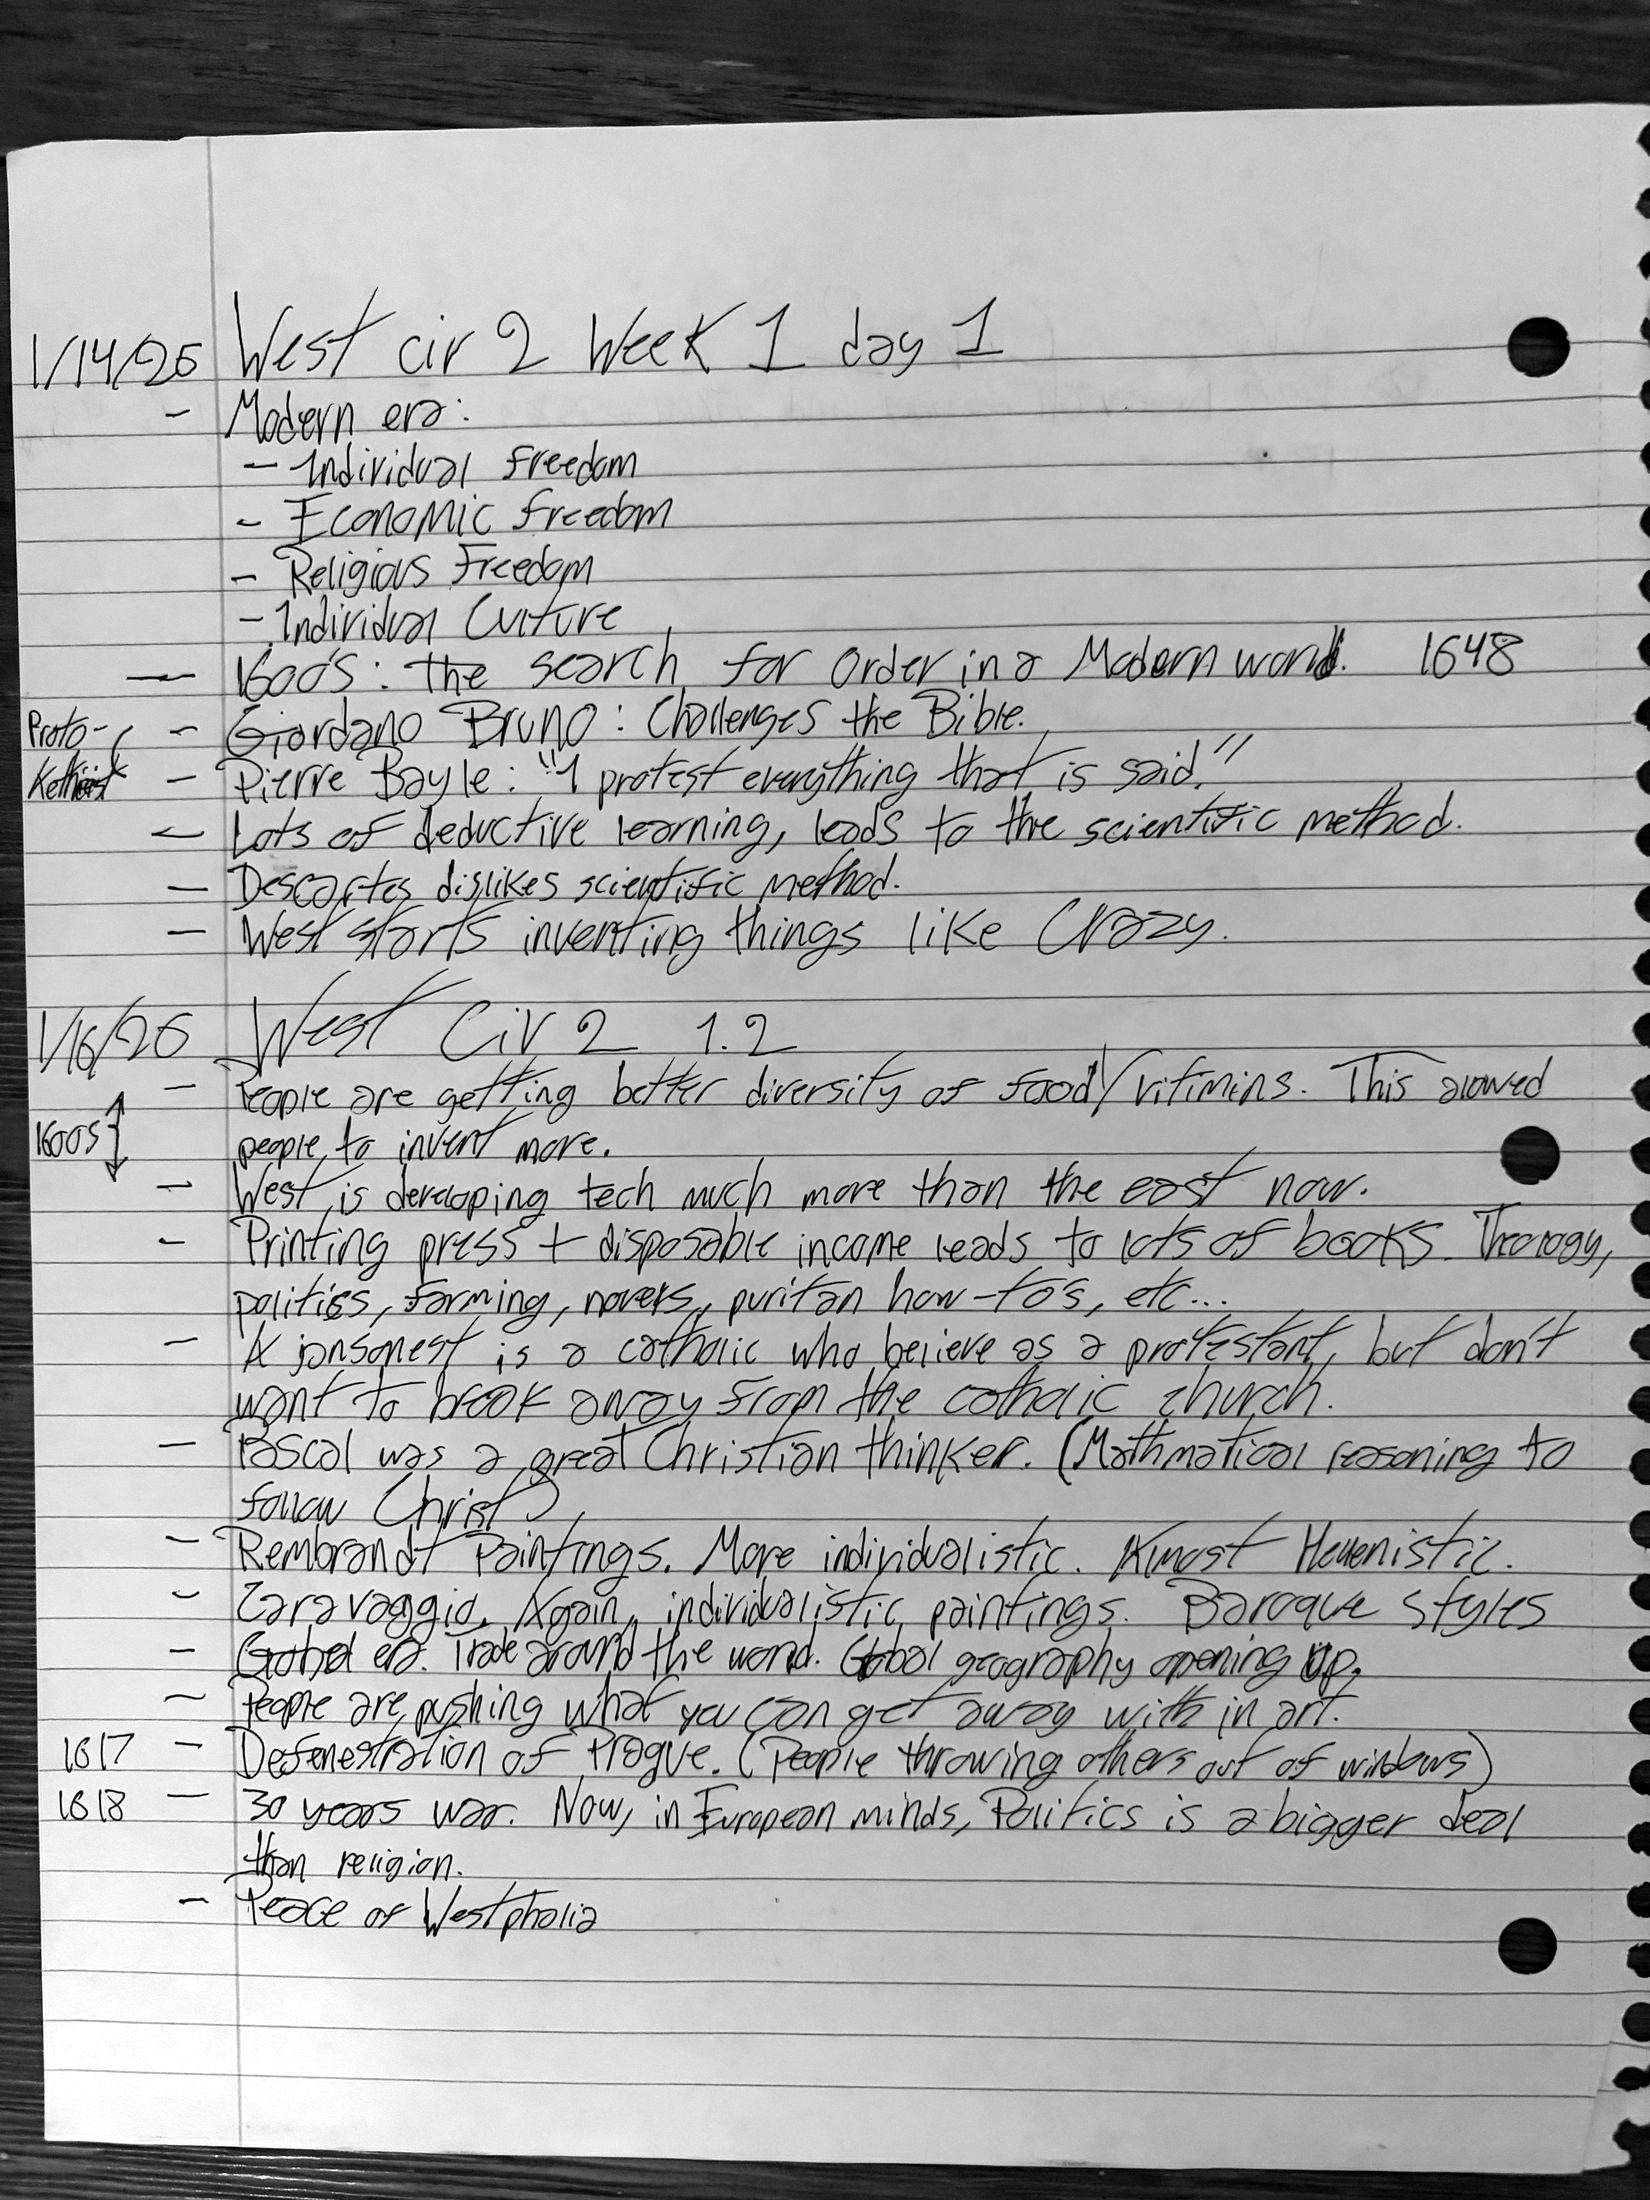 1/14/26 West civ 2 Week 1 day 1
- Modern era:
- Individual freedom
- Economic freedom
- Religious Freedom
- Individual Culture
- 1600's: the search for order in a Modern world. 1648
Proto- - Giordano Bruno: Challenges the Bible.
- Pierre Bayle: "I protest everything that is said."
- Lots of deductive learning, leads to the scientific method.
- Descartes dislikes scientific method.
- West starts inventing things like Crazy.
1/16/26 West Civ 2 1.2
- People are getting better diversity of food/vitimins. This alowed
1600s people to invent more.
- West is developing tech much more than the east now.
- Printing press + disposable income leads to lots of books. Theology,
politics, farming, novels, puritan how-to's, etc...
- A jansonest is a catholic who believe as a protestant, but don't
want to break away from the catholic church.
- Pascal was a great Christian thinker. (Mathmatical reasoning to
follow Christ)
- Rembrandt Paintings. More individualistic. Almost Hellenistic.
- Caravaggio. Again, individualistic paintings. Baroque styles
- Global era. Trade around the world. Global geography opening up.
- People are pushing what you can get away with in art.
1617 - Defenestration of Prague. (People throwing others out of windows)
1618 - 30 years war. Now, in European minds, Politics is a bigger deal
than religion.
- Peace of Westphalia